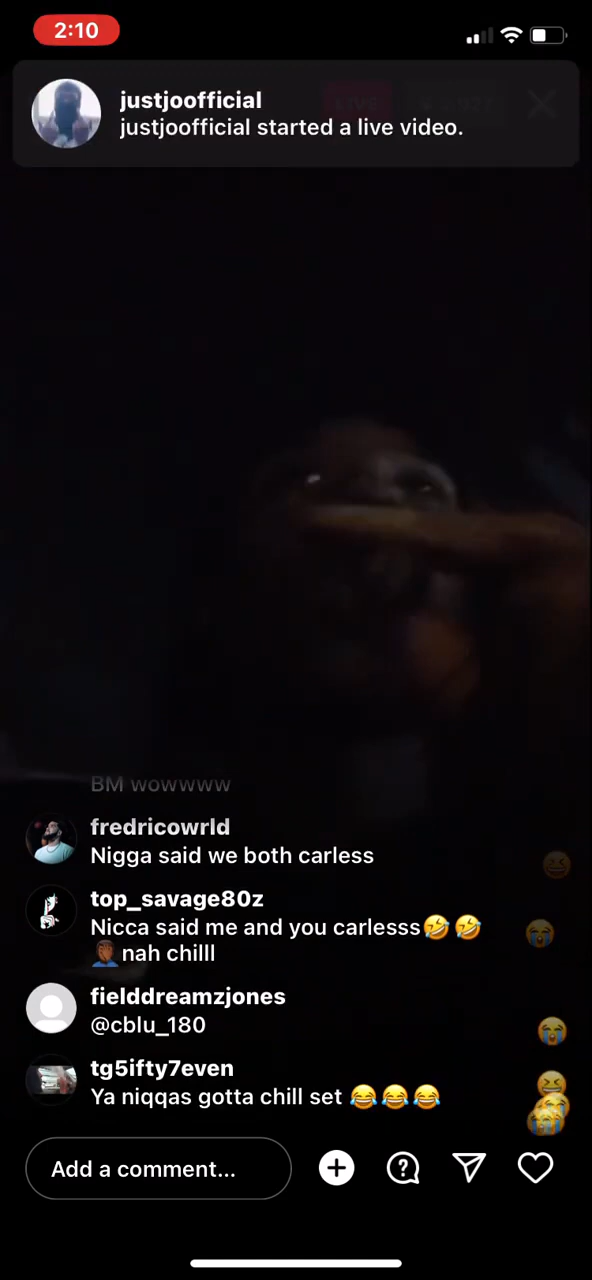 2:10
justjoofficial
justjoofficial started a live video.
LIVE
BM wowwww
fredricowrld
Nigga said we both carless
top_savage80z
Nicca said me and you carlesss🤣🤣
🤦🏾‍♂️nah chilll
fielddreamzjones
@cblu_180
tg5ifty7even
Ya niqqas gotta chill set 😂😂😂
Add a comment...